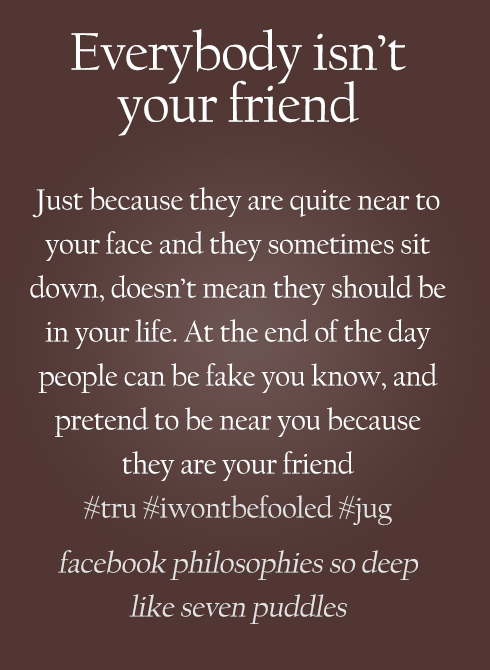 Everybody isn't
your friend
Just because they are quite near to
your face and they sometimes sit
down, doesn't mean they should be
in your life. At the end of the day
people can be fake you know, and
pretend to be near you because
they are your friend
#tru #iwontbefooled #jug
facebook philosophies so deep
like seven puddles